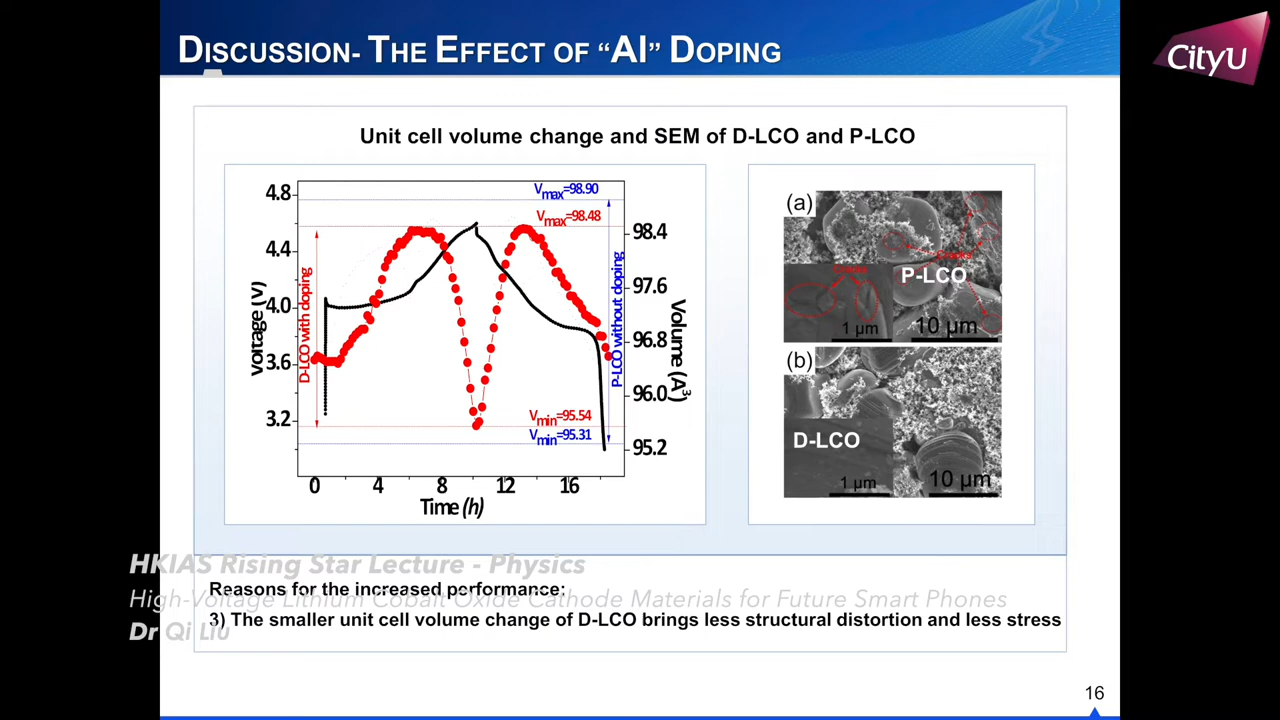 DISCUSSION- THE EFFECT OF “Al” DOPING
CityU
Unit cell volume change and SEM of D-LCO and P-LCO
4.8
4.4
4.0
3.6
3.2
Voltage (V)
D-LCO with doping
Vmax=98.90
Vmax=98.48
Vmin=95.54
Vmin=95.31
P-LCO without doping
98.4
97.6
96.8
96.0
95.2
Volume (A3)
0 4 8 12 16
Time (h)
(a)
Cracks
Cracks
P-LCO
1 μm
10 μm
(b)
D-LCO
1 μm
10 μm
HKIAS Rising Star Lecture - Physics
Reasons for the increased performance:
High-Voltage Lithium Cobalt Oxide Cathode Materials for Future Smart Phones
3) The smaller unit cell volume change of D-LCO brings less structural distortion and less stress
Dr Qi Liu
16